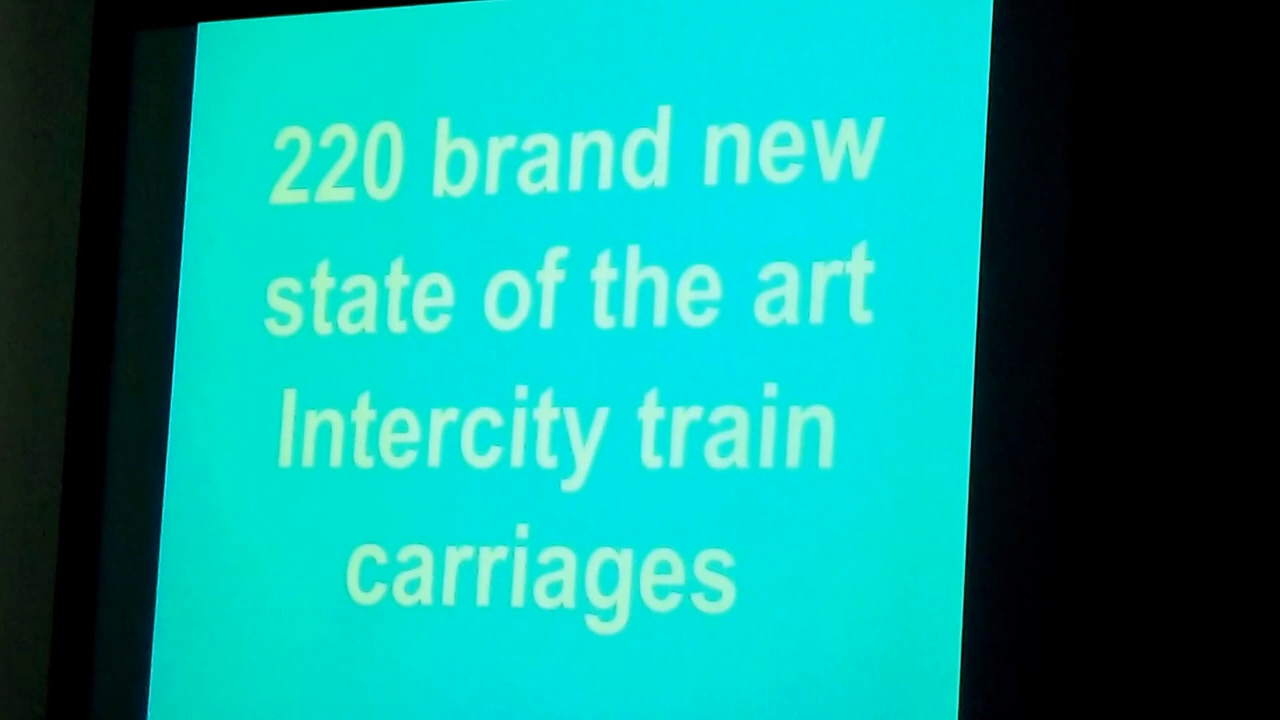 220 brand new
state of the art
Intercity train
carriages